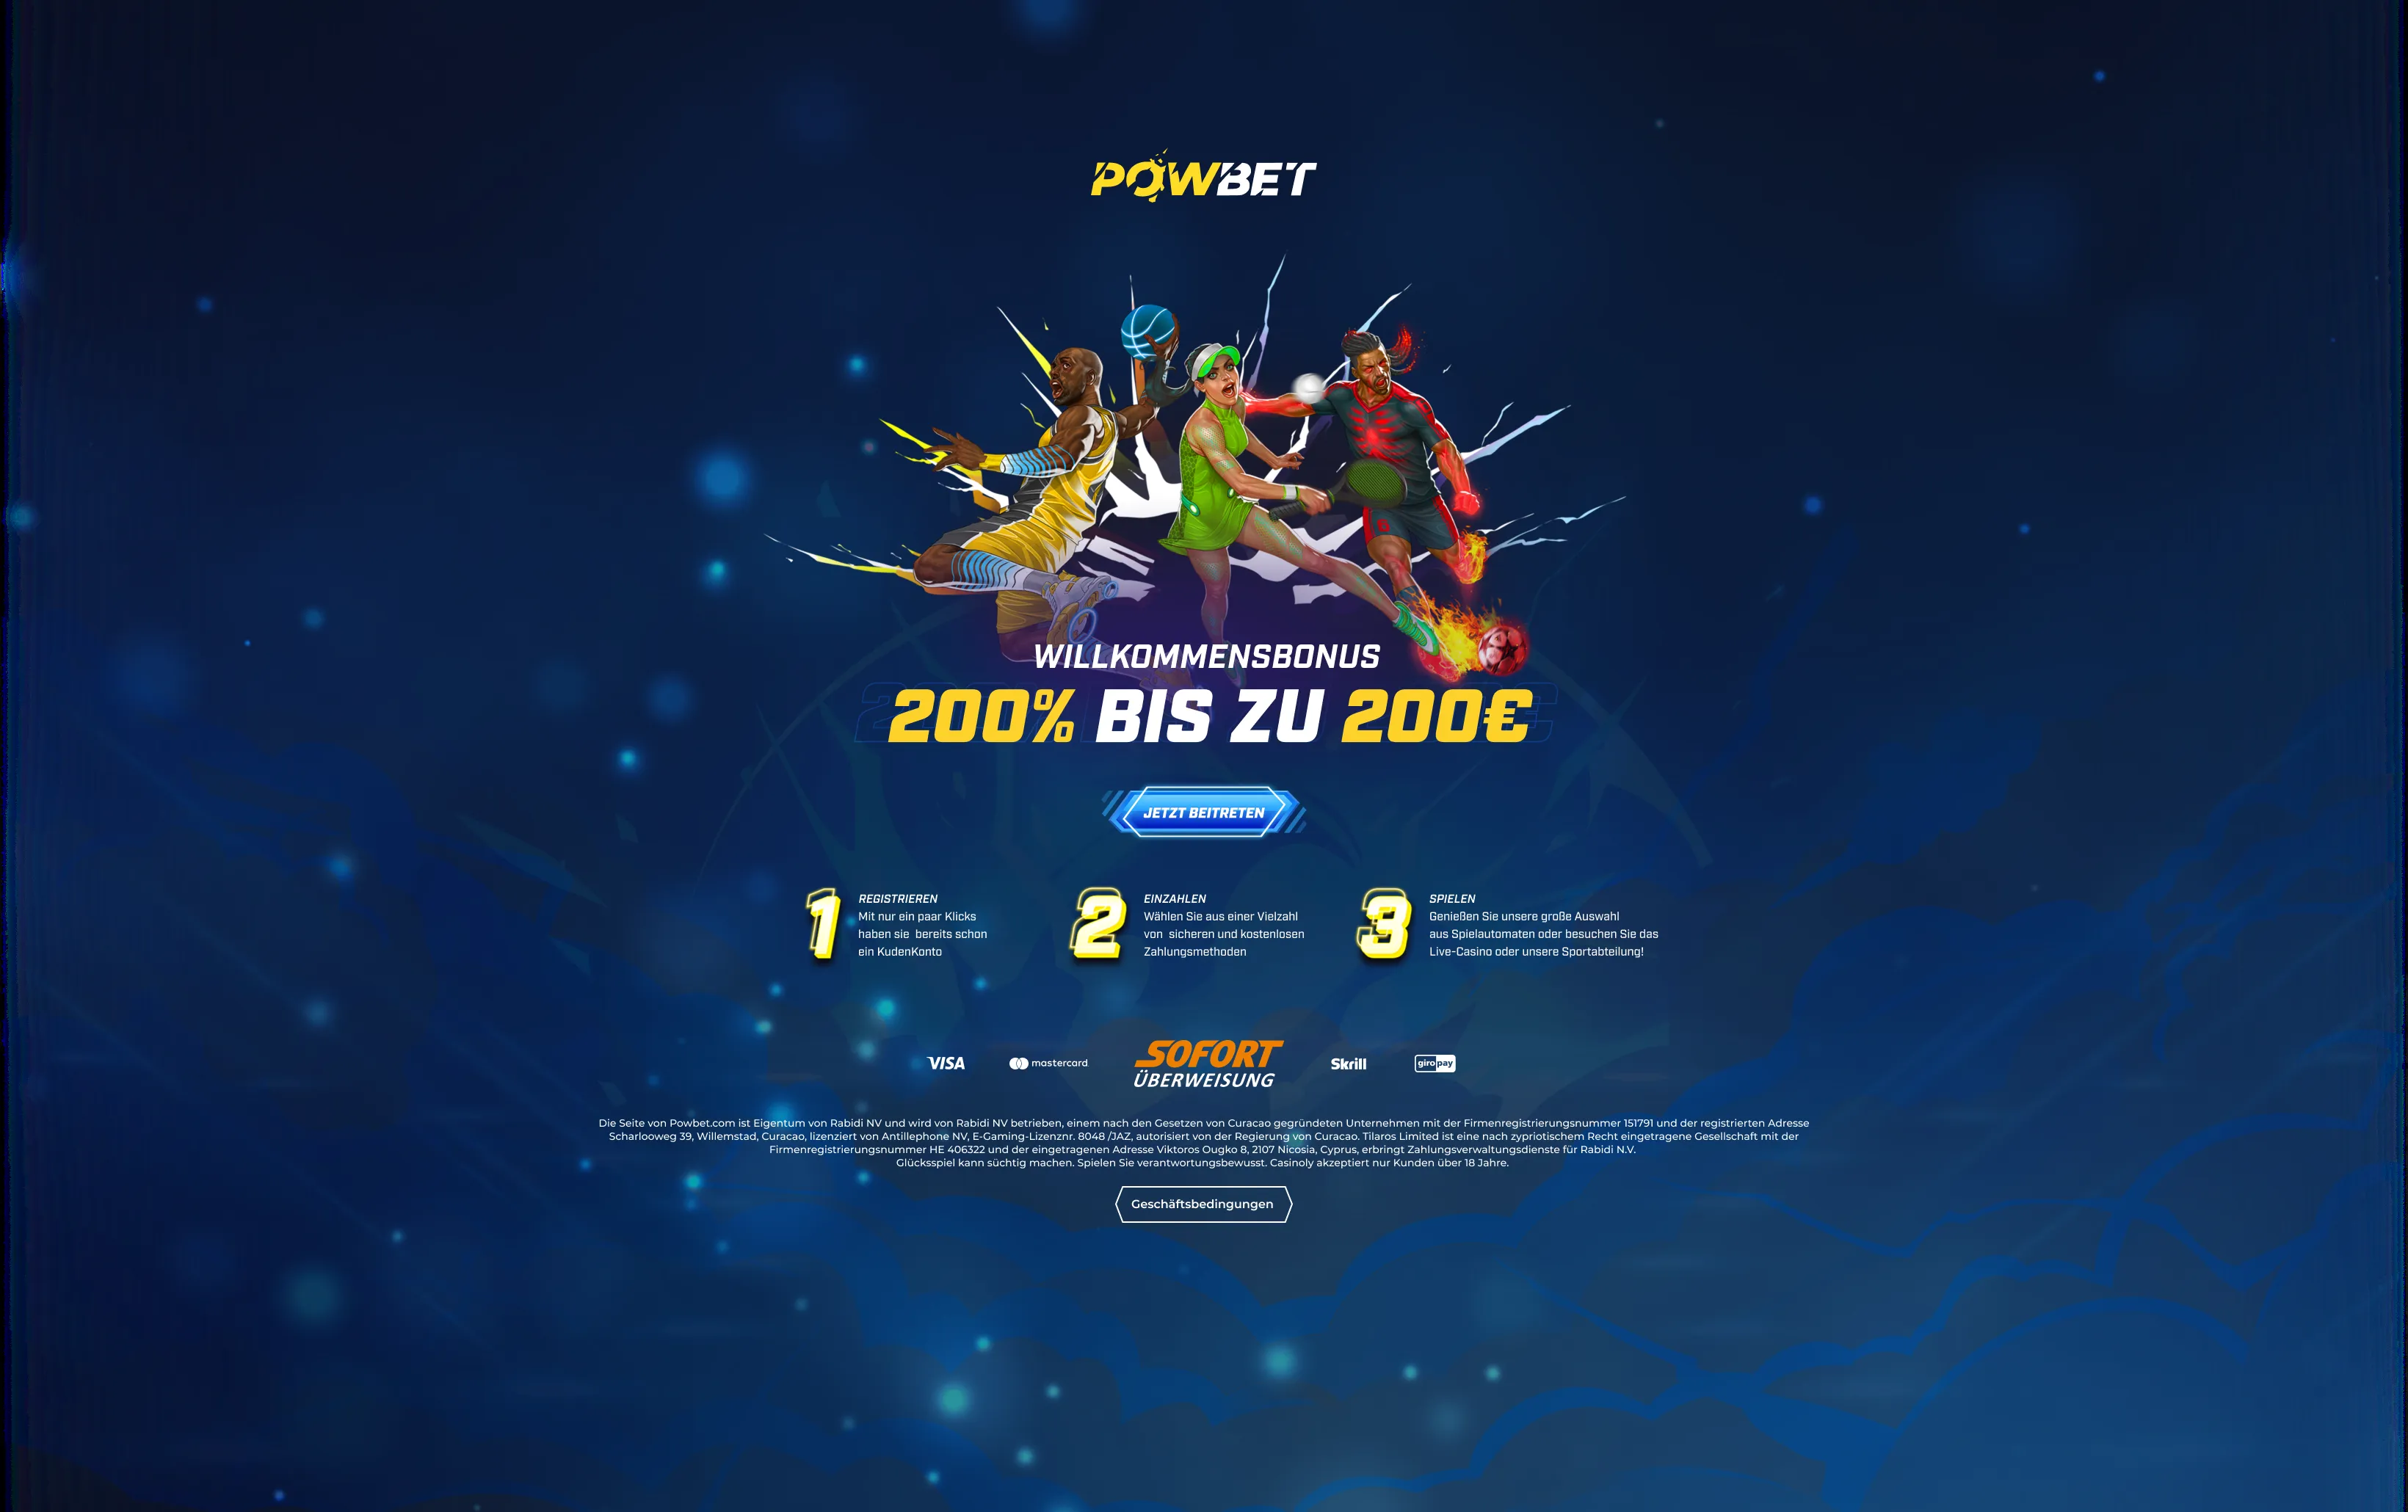 POWBET
WILLKOMMENSBONUS
200% BIS ZU 200€
JETZT BEITRETEN
1
REGISTRIEREN
Mit nur ein paar Klicks
haben sie bereits schon
ein KudenKonto
2
EINZAHLEN
Wählen Sie aus einer Vielzahl
von sicheren und kostenlosen
Zahlungsmethoden
3
SPIELEN
Genießen Sie unsere große Auswahl
aus Spielautomaten oder besuchen Sie das
Live-Casino oder unsere Sportabteilung!
VISA
mastercard
SOFORT
ÜBERWEISUNG
Skrill
giropay
Die Seite von Powbet.com ist Eigentum von Rabidi NV und wird von Rabidi NV betrieben, einem nach den Gesetzen von Curacao gegründeten Unternehmen mit der Firmenregistrierungsnummer 151791 und der registrierten Adresse
Scharlooweg 39, Willemstad, Curacao, lizenziert von Antillephone NV, E-Gaming-Lizenznr. 8048 /JAZ, autorisiert von der Regierung von Curacao. Tilaros Limited ist eine nach zypriotischem Recht eingetragene Gesellschaft mit der
Firmenregistrierungsnummer HE 406322 und der eingetragenen Adresse Viktoros Ougko 8, 2107 Nicosia, Cyprus, erbringt Zahlungsverwaltungsdienste für Rabidi N.V.
Glücksspiel kann süchtig machen. Spielen Sie verantwortungsbewusst. Casinoly akzeptiert nur Kunden über 18 Jahre.
Geschäftsbedingungen